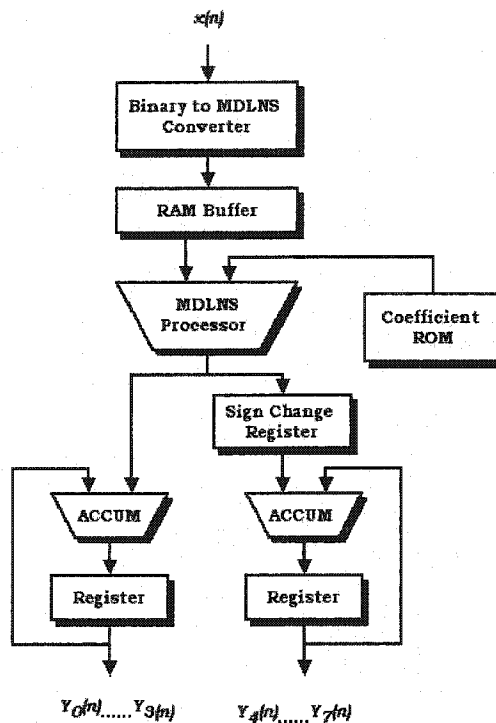 x(n)
Binary to MDLNS
Converter
RAM Buffer
MDLNS
Processor
Coefficient
ROM
Sign Change
Register
ACCUM
ACCUM
Register
Register
Y0(n)......Y3(n)
Y4(n)......Y7(n)